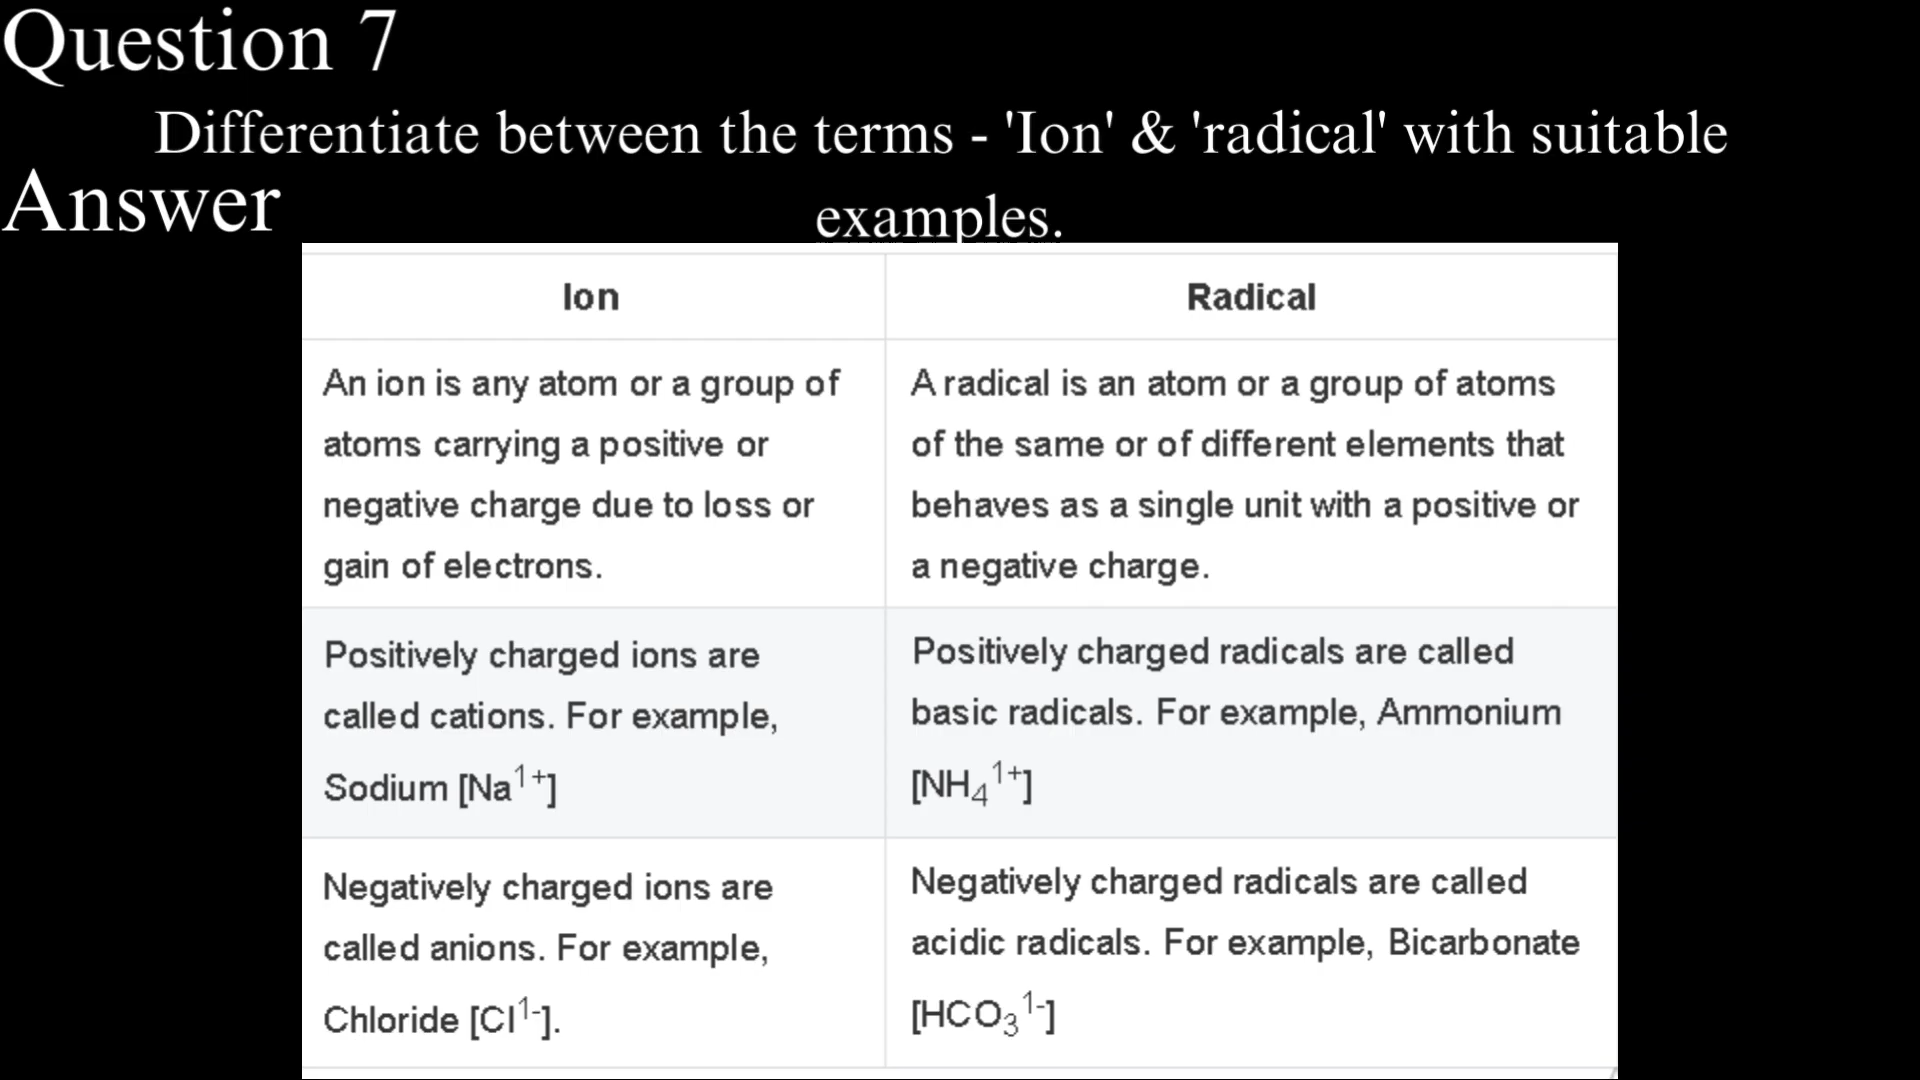 Question 7
Differentiate between the terms - 'Ion' & 'radical' with suitable
examples.
Answer
Ion
An ion is any atom or a group of
atoms carrying a positive or
negative charge due to loss or
gain of electrons.
Radical
A radical is an atom or a group of atoms
of the same or of different elements that
behaves as a single unit with a positive or
a negative charge.
Positively charged ions are
called cations. For example,
Sodium [Na¹⁺]
Positively charged radicals are called
basic radicals. For example, Ammonium
[NH₄¹⁺]
Negatively charged ions are
called anions. For example,
Chloride [Cl¹⁻].
Negatively charged radicals are called
acidic radicals. For example, Bicarbonate
[HCO₃¹⁻]